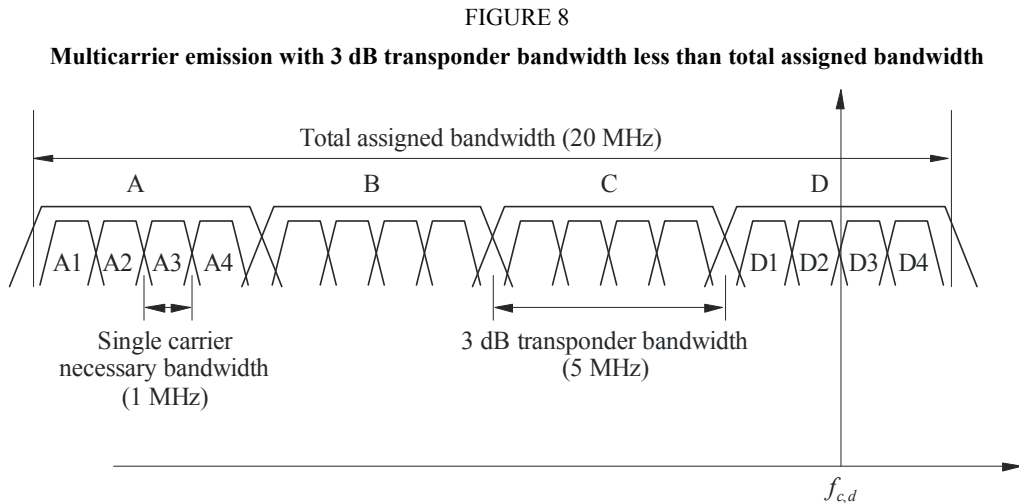 FIGURE 8
Multicarrier emission with 3 dB transponder bandwidth less than total assigned bandwidth
Total assigned bandwidth (20 MHz)
A B C D
A1 A2 A3 A4 D1 D2 D3 D4
Single carrier
necessary bandwidth
(1 MHz)
3 dB transponder bandwidth
(5 MHz)
f c,d